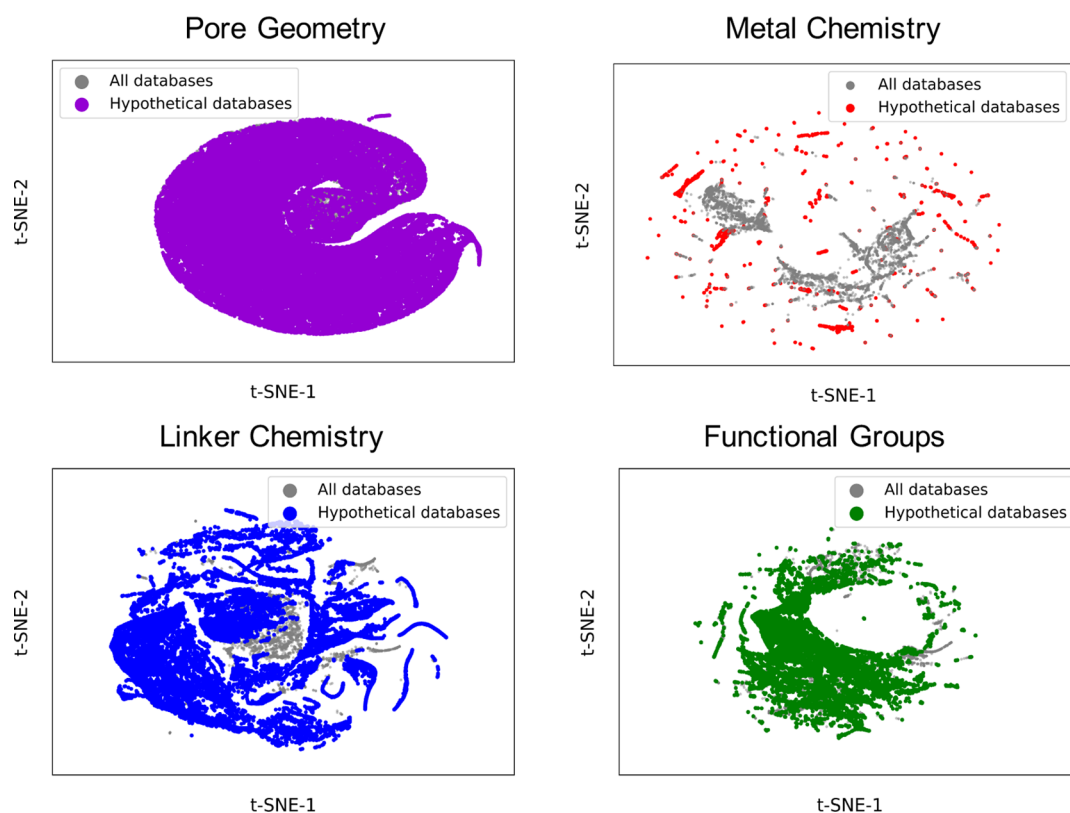 Pore Geometry
All databases
Hypothetical databases
t-SNE-2
t-SNE-1
Metal Chemistry
All databases
Hypothetical databases
t-SNE-2
t-SNE-1
Linker Chemistry
All databases
Hypothetical databases
t-SNE-2
t-SNE-1
Functional Groups
All databases
Hypothetical databases
t-SNE-2
t-SNE-1